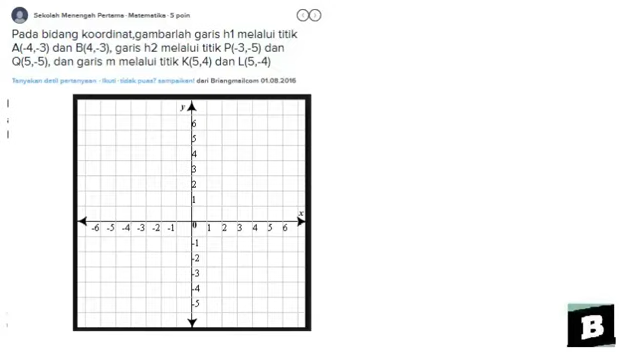 Sekolah Menengah Pertama · Matematika · 5 poin
Pada bidang koordinat,gambarlah garis h1 melalui titik
A(-4,-3) dan B(4,-3), garis h2 melalui titik P(-3,-5) dan
Q(5,-5), dan garis m melalui titik K(5,4) dan L(5,-4)
Tanyakan detil pertanyaan · Ikuti · tidak puas? sampaikan! dari Briangmailcom 01.08.2016
y
6
5
4
3
2
1
x
-6 -5 -4 -3 -2 -1 0 1 2 3 4 5 6
-1
-2
-3
-4
-5
B